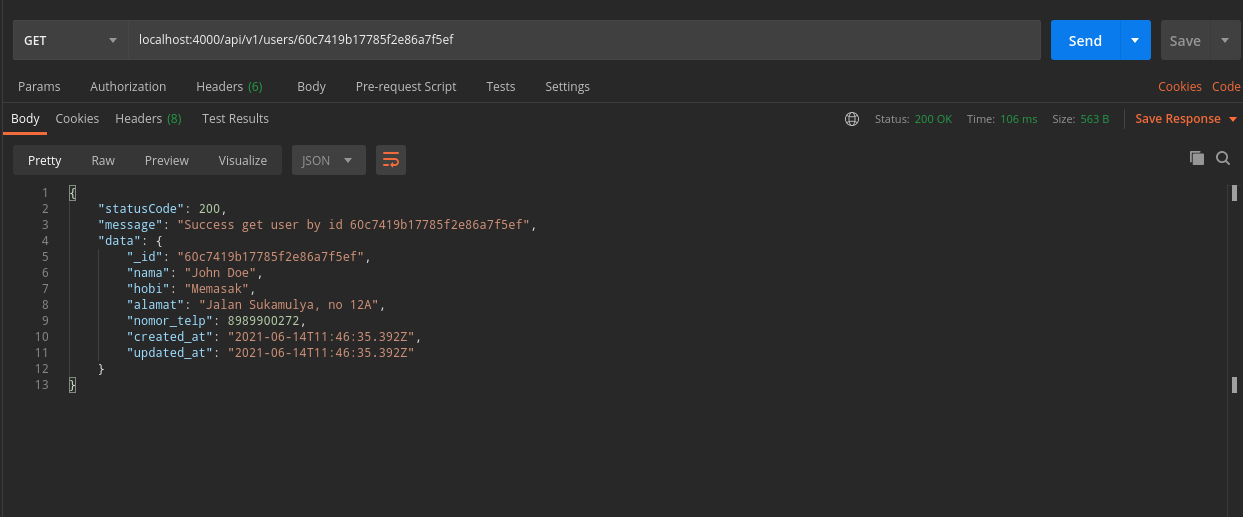 GET localhost:4000/api/v1/users/60c7419b17785f2e86a7f5ef Send Save
Params Authorization Headers (6) Body Pre-request Script Tests Settings Cookies Code
Body Cookies Headers (8) Test Results Status: 200 OK Time: 106 ms Size: 563 B Save Response
Pretty Raw Preview Visualize JSON
1 {
2 "statusCode": 200,
3 "message": "Success get user by id 60c7419b17785f2e86a7f5ef",
4 "data": {
5 "_id": "60c7419b17785f2e86a7f5ef",
6 "nama": "John Doe",
7 "hobi": "Memasak",
8 "alamat": "Jalan Sukamulya, no 12A",
9 "nomor_telp": 8989900272,
10 "created_at": "2021-06-14T11:46:35.392Z",
11 "updated_at": "2021-06-14T11:46:35.392Z"
12 }
13 }